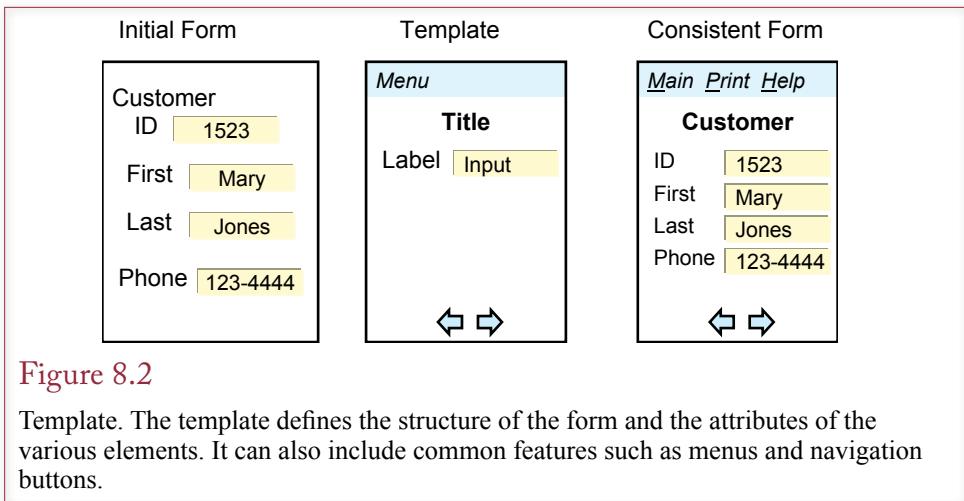 Initial Form
Template
Consistent Form
Customer
ID 1523
First Mary
Last Jones
Phone 123-4444
Menu
Title
Label Input
Main Print Help
Customer
ID 1523
First Mary
Last Jones
Phone 123-4444
Figure 8.2
Template. The template defines the structure of the form and the attributes of the
various elements. It can also include common features such as menus and navigation
buttons.